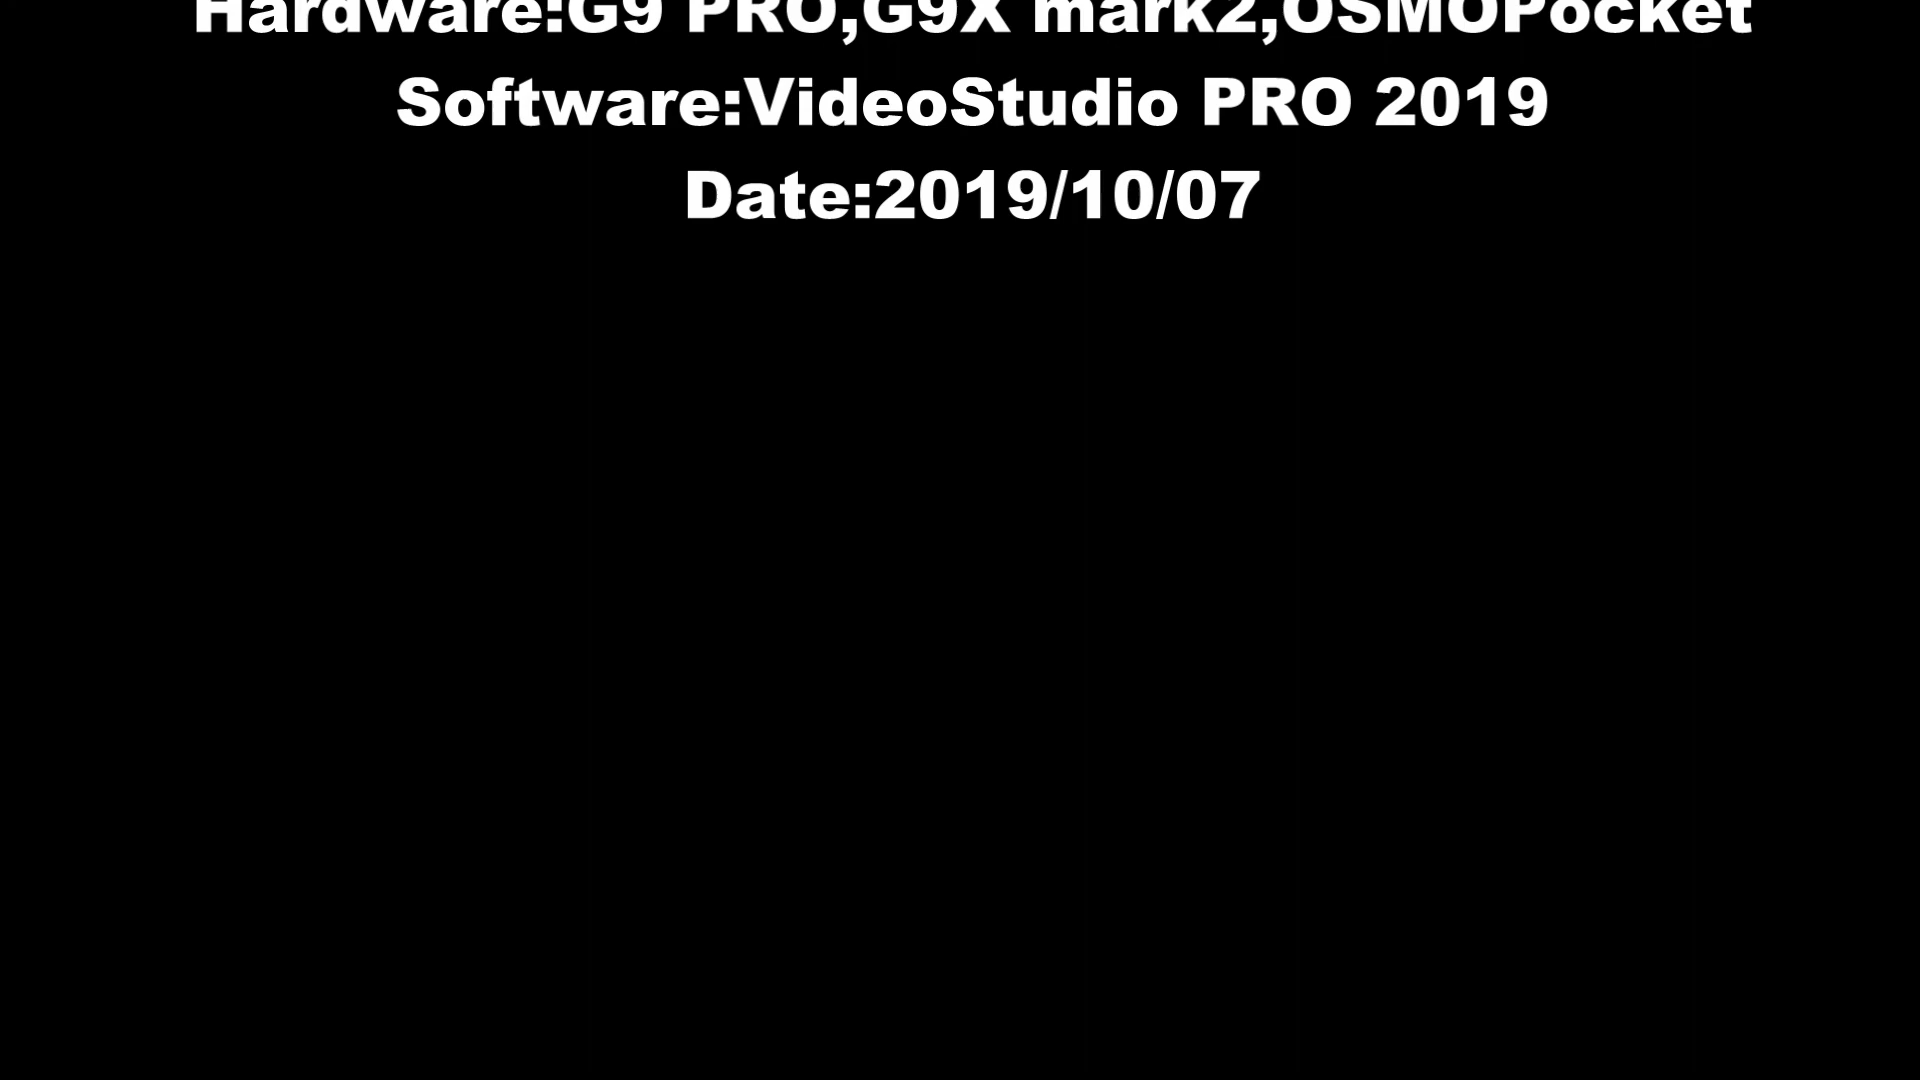 Hardware:G9 PRO,G9X mark2,OSMOPocket
Software:VideoStudio PRO 2019
Date:2019/10/07